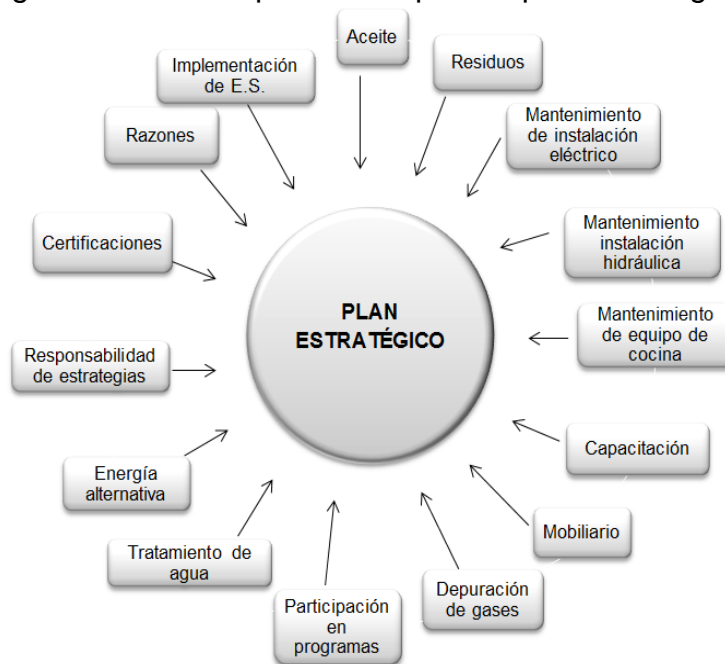 Aceite
Residuos
Implementación
de E.S.
Mantenimiento
de instalación
eléctrico
Razones
Mantenimiento
instalación
hidráulica
Certificaciones
PLAN
ESTRATÉGICO
Mantenimiento
de equipo de
cocina
Responsabilidad
de estrategias
Capacitación
Energía
alternativa
Mobiliario
Tratamiento de
agua
Depuración
de gases
Participación
en
programas